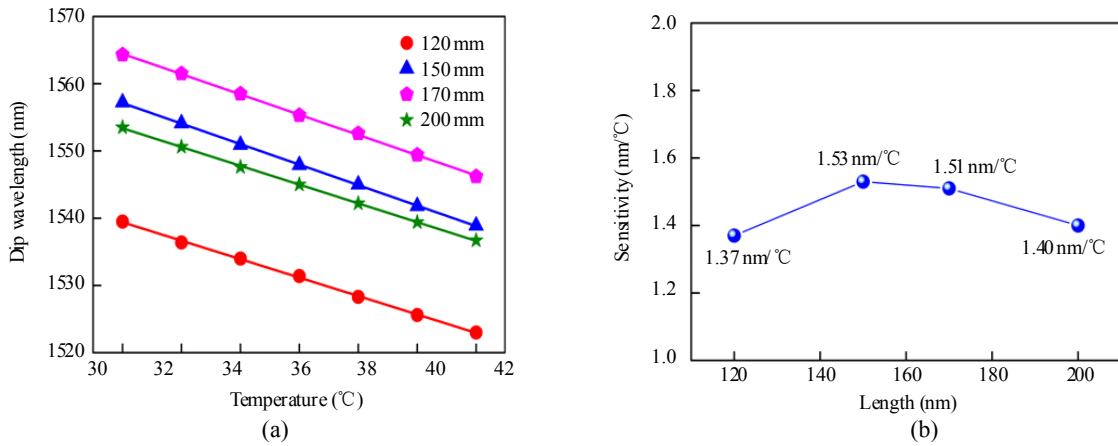 1570
1560
1550
1540
1530
1520
30 32 34 36 38 40 42
Dip wavelength (nm)
Temperature (℃)
120 mm
150 mm
170 mm
200 mm
(a)
2.0
1.8
1.6
1.4
1.2
1.0
120 140 160 180 200
Sensitivity (nm/℃)
Length (nm)
1.37 nm/℃
1.53 nm/℃
1.51 nm/℃
1.40 nm/℃
(b)